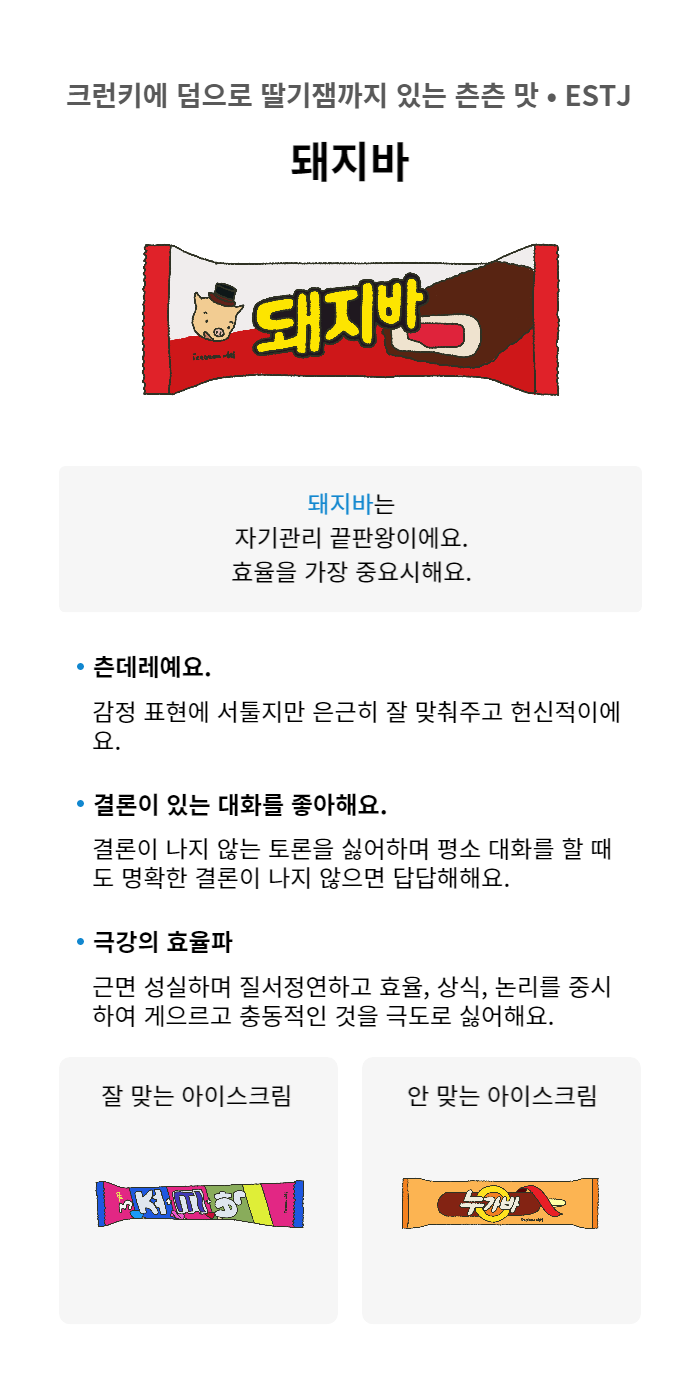 크런키에 덤으로 딸기잼까지 있는 츤츤 맛 • ESTJ
돼지바
돼지바
돼지바는
자기관리 끝판왕이에요.
효율을 가장 중요시해요.
• 츤데레예요.
감정 표현에 서툴지만 은근히 잘 맞춰주고 헌신적이에
요.
• 결론이 있는 대화를 좋아해요.
결론이 나지 않는 토론을 싫어하며 평소 대화를 할 때
도 명확한 결론이 나지 않으면 답답해해요.
• 극강의 효율파
근면 성실하며 질서정연하고 효율, 상식, 논리를 중시
하여 게으르고 충동적인 것을 극도로 싫어해요.
잘 맞는 아이스크림
안 맞는 아이스크림
죠크박
누가바